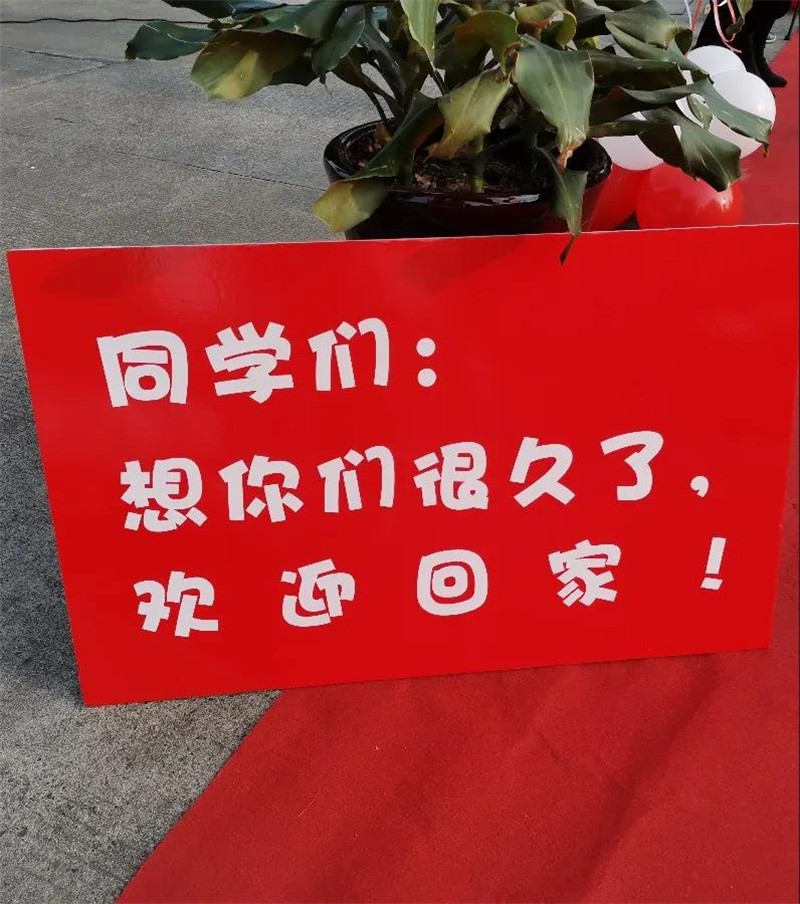 同学们：
想你们很久了，
欢迎回家！